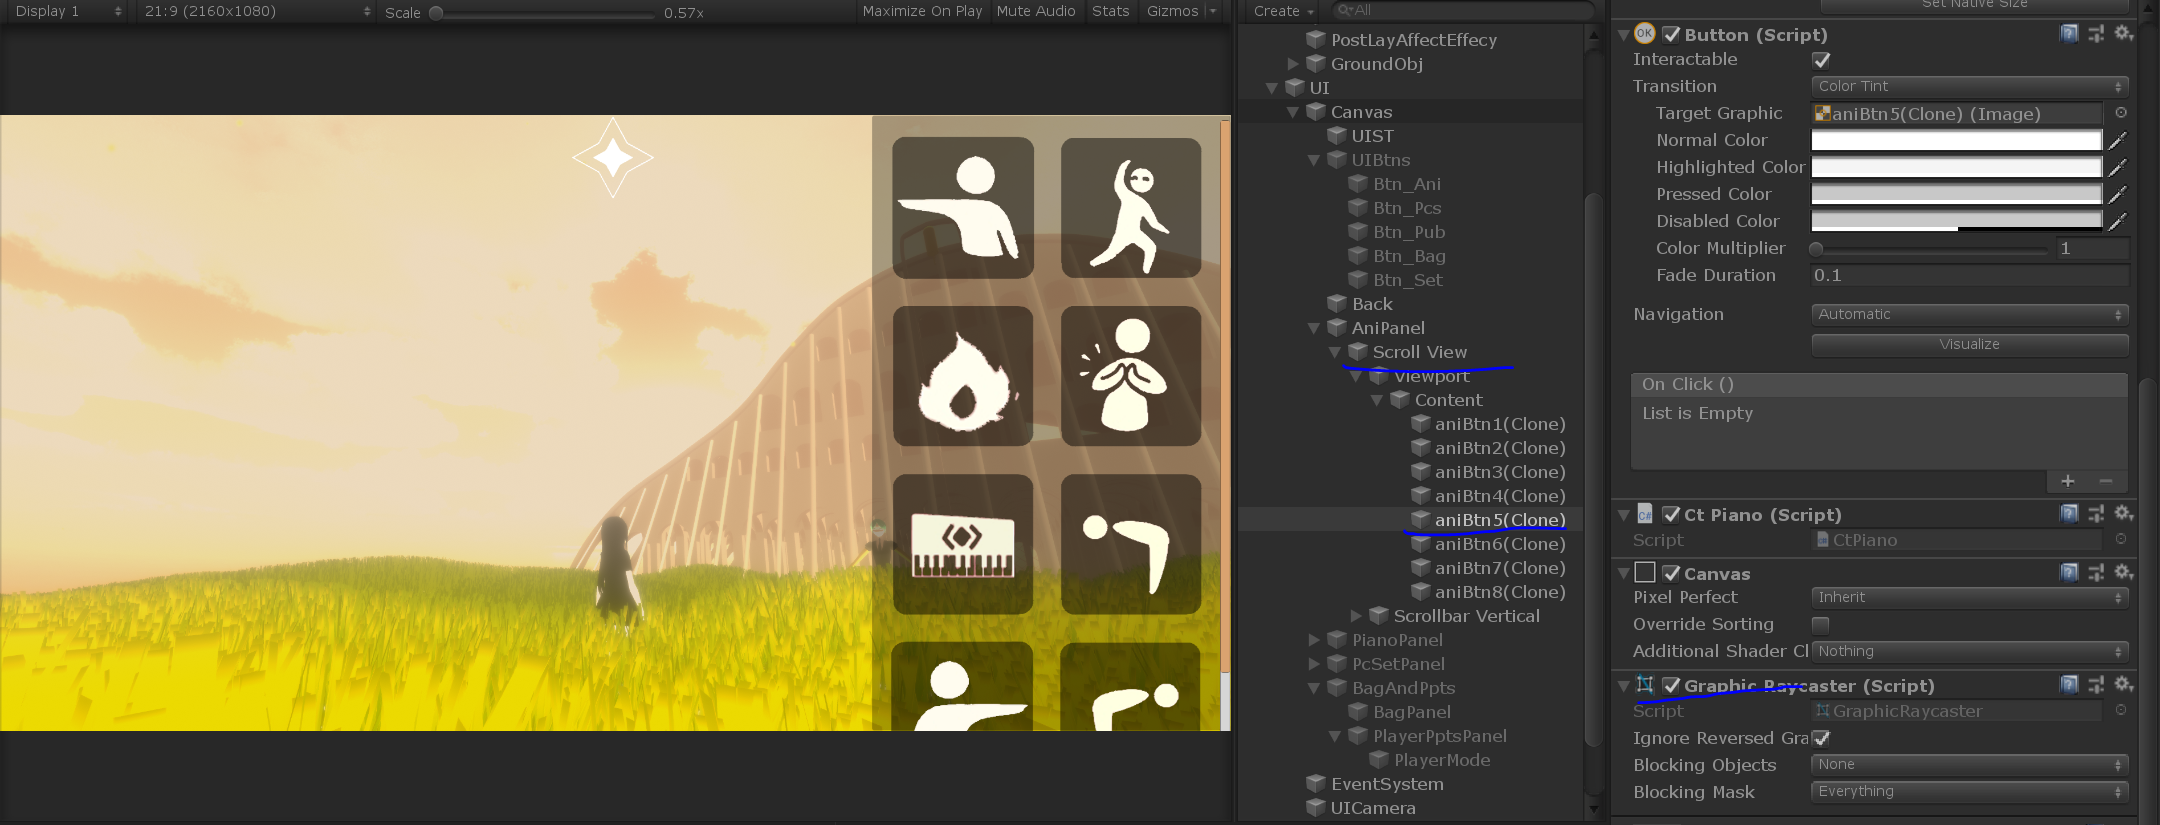 Display 1
21:9 (2160x1080)
Scale
0.57x
Maximize On Play
Mute Audio
Stats
Gizmos
Create
All
PostLayAffectEffecy
GroundObj
UI
Canvas
UIST
UIBtns
Btn_Ani
Btn_Pcs
Btn_Pub
Btn_Bag
Btn_Set
Back
AniPanel
Scroll View
Viewport
Content
aniBtn1(Clone)
aniBtn2(Clone)
aniBtn3(Clone)
aniBtn4(Clone)
aniBtn5(Clone)
aniBtn6(Clone)
aniBtn7(Clone)
aniBtn8(Clone)
Scrollbar Vertical
PianoPanel
PcSetPanel
BagAndPpts
BagPanel
PlayerPptsPanel
PlayerMode
EventSystem
UICamera
Set Native Size
OK Button (Script)
Interactable
Transition Color Tint
Target Graphic aniBtn5(Clone) (Image)
Normal Color
Highlighted Color
Pressed Color
Disabled Color
Color Multiplier 1
Fade Duration 0.1
Navigation Automatic
Visualize
On Click ()
List is Empty
C# Ct Piano (Script)
Script CtPiano
Canvas
Pixel Perfect Inherit
Override Sorting
Additional Shader Cl Nothing
Graphic Raycaster (Script)
Script GraphicRaycaster
Ignore Reversed Gra
Blocking Objects None
Blocking Mask Everything